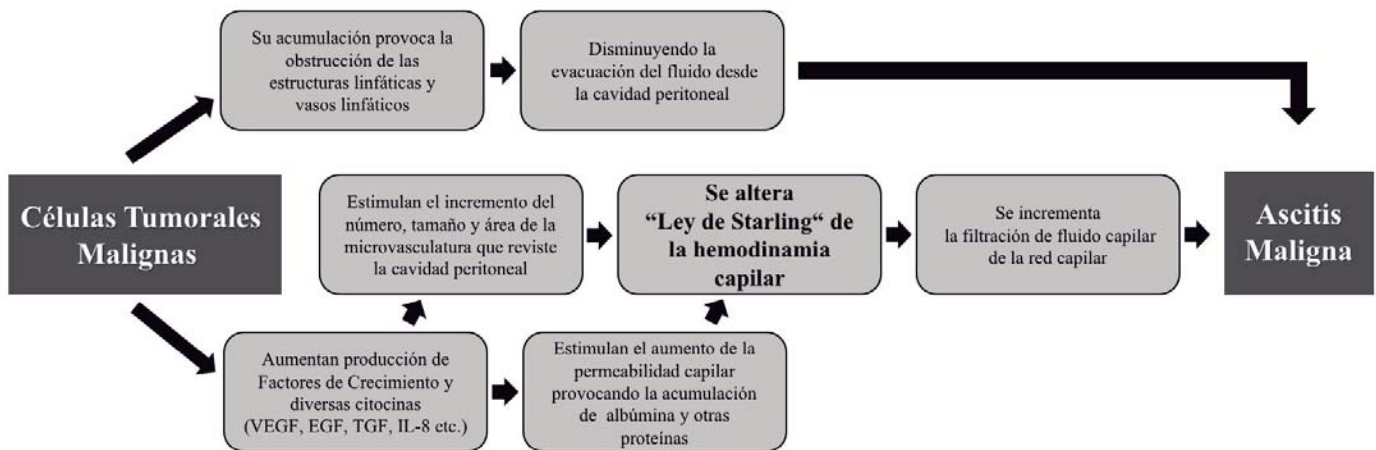 Su acumulación provoca la
obstrucción de las
estructuras linfáticas y
vasos linfáticos
Disminuyendo la
evacuación del fluido desde
la cavidad peritoneal
Células Tumorales
Malignas
Estimulan el incremento del
número, tamaño y área de la
microvasculatura que reviste
la cavidad peritoneal
Se altera
“Ley de Starling“ de
la hemodinamia
capilar
Se incrementa
la filtración de fluido capilar
de la red capilar
Ascitis
Maligna
Aumentan producción de
Factores de Crecimiento y
diversas citocinas
(VEGF, EGF, TGF, IL-8 etc.)
Estimulan el aumento de la
permeabilidad capilar
provocando la acumulación
de albúmina y otras
proteínas